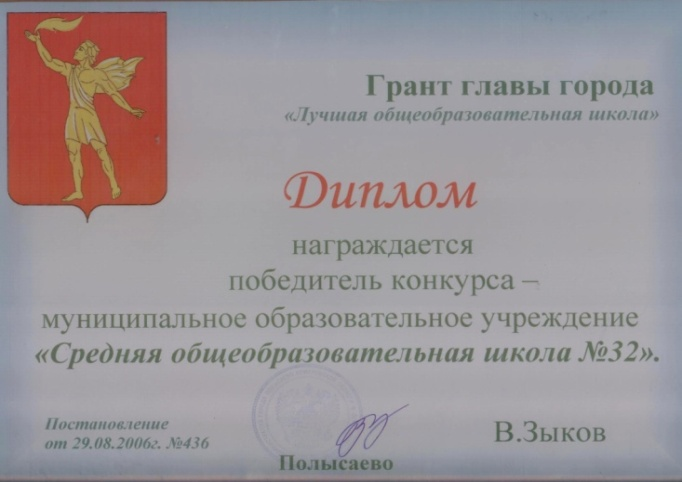 Грант главы города
«Лучшая общеобразовательная школа»
Диплом
награждается
победитель конкурса –
муниципальное образовательное учреждение
«Средняя общеобразовательная школа №32».
Постановление
от 29.08.2006г. №436
В.Зыков
Полысаево